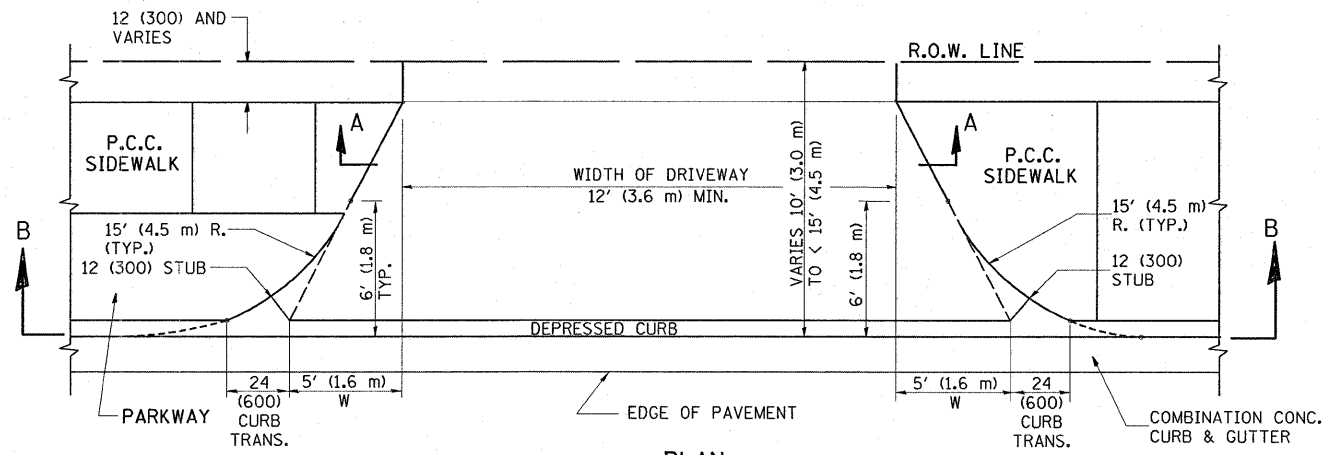 12 (300) AND
VARIES
R.O.W. LINE
A
A
P.C.C.
SIDEWALK
P.C.C.
SIDEWALK
WIDTH OF DRIVEWAY
12' (3.6 m) MIN.
VARIES 10' (3.0 m)
TO < 15' (4.5 m)
B
15' (4.5 m) R.
(TYP.)
12 (300) STUB
6' (1.8 m)
TYP.
6' (1.8 m)
15' (4.5 m)
R. (TYP.)
12 (300)
STUB
B
DEPRESSED CURB
24
(600)
CURB
TRANS.
5' (1.6 m)
W
5' (1.6 m)
W
24
(600)
CURB
TRANS.
PARKWAY
EDGE OF PAVEMENT
COMBINATION CONC.
CURB & GUTTER